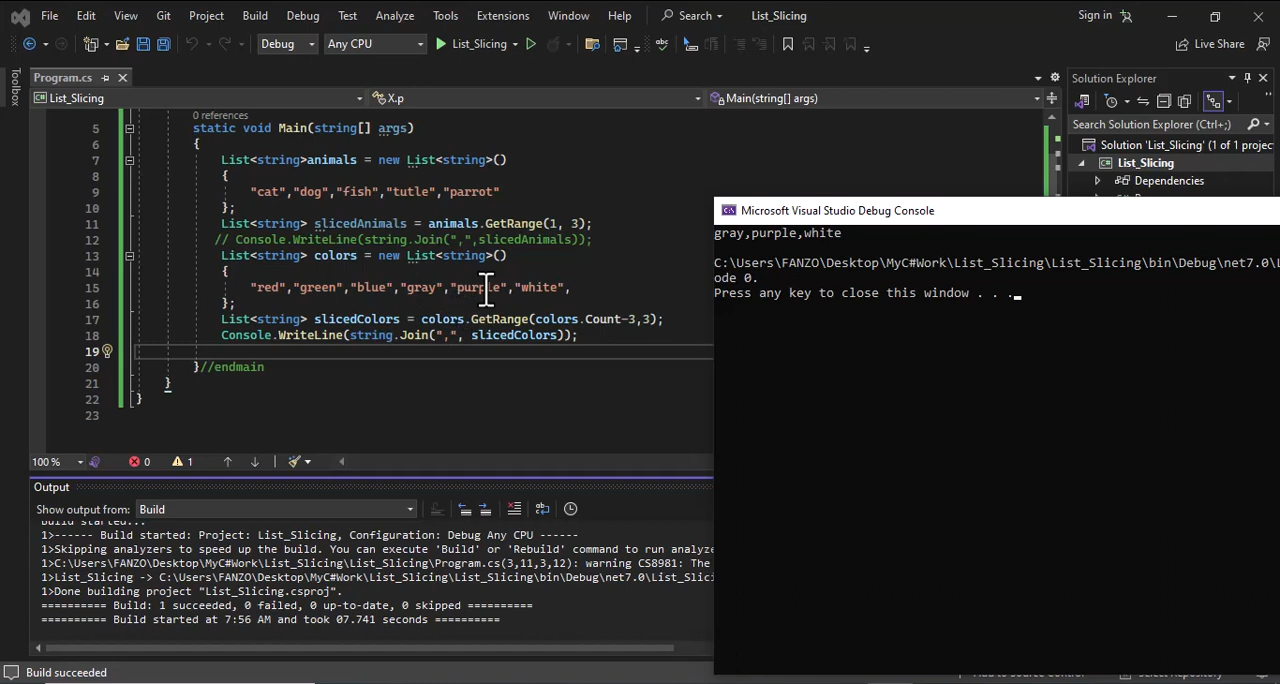 File Edit View Git Project Build Debug Test Analyze Tools Extensions Window Help Search List_Slicing Sign in
Debug Any CPU List_Slicing Live Share
Toolbox
Program.cs
List_Slicing X.p Main(string[] args)
0 references
5 static void Main(string[] args)
6 {
7 List<string>animals = new List<string>()
8 {
9 "cat","dog","fish","tutle","parrot"
10 };
11 List<string> slicedAnimals = animals.GetRange(1, 3);
12 // Console.WriteLine(string.Join(",",slicedAnimals));
13 List<string> colors = new List<string>()
14 {
15 "red","green","blue","gray","purple","white",
16 };
17 List<string> slicedColors = colors.GetRange(colors.Count-3,3);
18 Console.WriteLine(string.Join(",", slicedColors));
19
20 }//endmain
21 }
22 }
23
100 % 0 1
Output
Show output from: Build
Build started...
1>------ Build started: Project: List_Slicing, Configuration: Debug Any CPU ------
1>Skipping analyzers to speed up the build. You can execute 'Build' or 'Rebuild' command to run analyze
1>C:\Users\FANZO\Desktop\MyC#Work\List_Slicing\List_Slicing\Program.cs(3,11,3,12): warning CS8981: The
1>List_Slicing -> C:\Users\FANZO\Desktop\MyC#Work\List_Slicing\List_Slicing\bin\Debug\net7.0\List_Slici
1>Done building project "List_Slicing.csproj".
========== Build: 1 succeeded, 0 failed, 0 up-to-date, 0 skipped ==========
========== Build started at 7:56 AM and took 07.741 seconds ==========
Build succeeded
Solution Explorer
Search Solution Explorer (Ctrl+;)
Solution 'List_Slicing' (1 of 1 project
List_Slicing
Dependencies
Microsoft Visual Studio Debug Console
gray,purple,white
C:\Users\FANZO\Desktop\MyC#Work\List_Slicing\List_Slicing\bin\Debug\net7.0\L
ode 0.
Press any key to close this window . . .